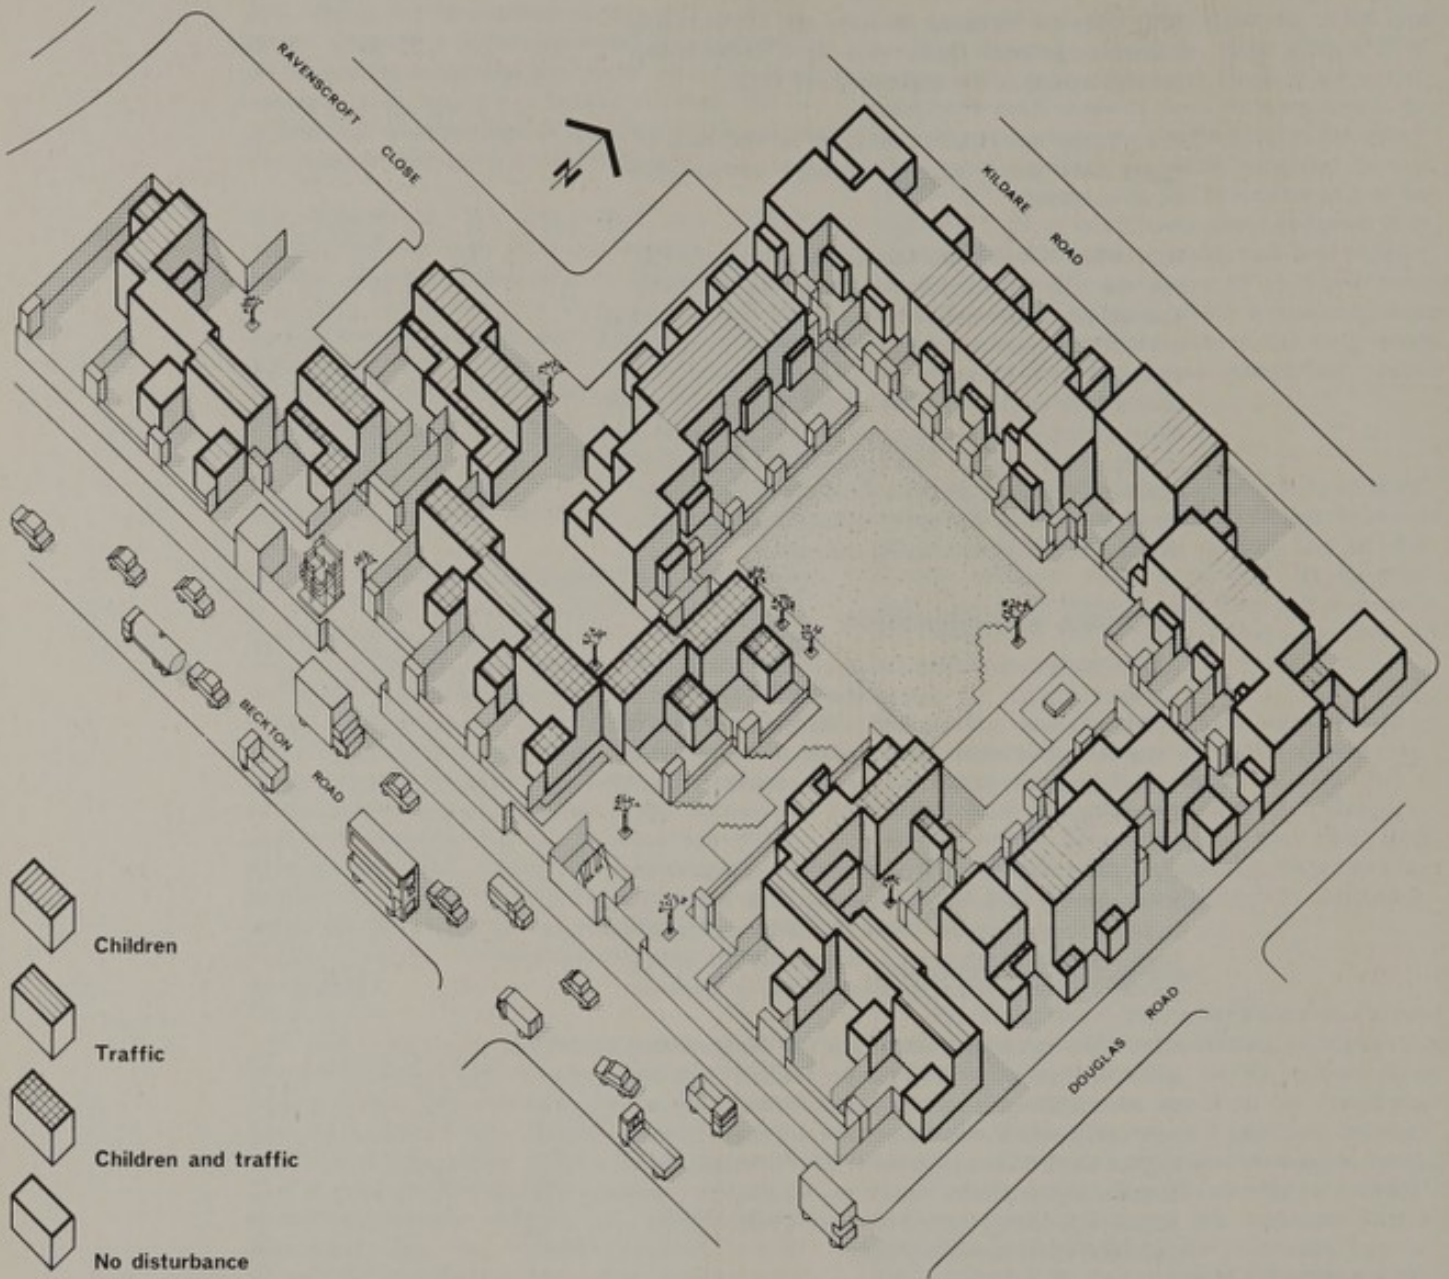 RAVENSCROFT
CLOSE
N
KILDARE
ROAD
BECKTON
ROAD
DOUGLAS
ROAD
Children
Traffic
Children and traffic
No disturbance